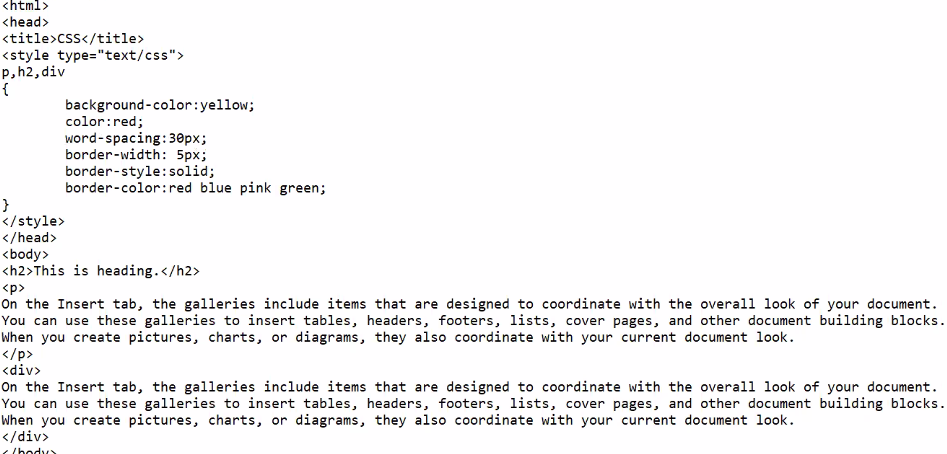 <html>
<head>
<title>CSS</title>
<style type="text/css">
p,h2,div
{
        background-color:yellow;
        color:red;
        word-spacing:30px;
        border-width: 5px;
        border-style:solid;
        border-color:red blue pink green;
}
</style>
</head>
<body>
<h2>This is heading.</h2>
<p>
On the Insert tab, the galleries include items that are designed to coordinate with the overall look of your document.
You can use these galleries to insert tables, headers, footers, lists, cover pages, and other document building blocks.
When you create pictures, charts, or diagrams, they also coordinate with your current document look.
</p>
<div>
On the Insert tab, the galleries include items that are designed to coordinate with the overall look of your document.
You can use these galleries to insert tables, headers, footers, lists, cover pages, and other document building blocks.
When you create pictures, charts, or diagrams, they also coordinate with your current document look.
</div>
</body>